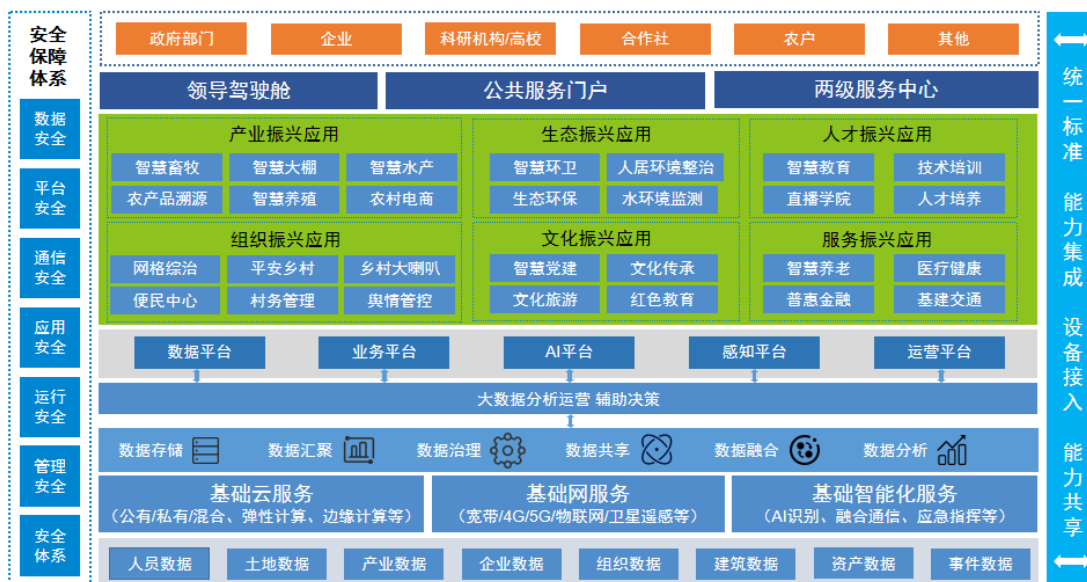 安全
保障
体系
数据
安全
平台
安全
通信
安全
应用
安全
运行
安全
管理
安全
安全
体系
政府部门 企业 科研机构/高校 合作社 农户 其他
领导驾驶舱 公共服务门户 两级服务中心
产业振兴应用
智慧畜牧 智慧大棚 智慧水产
农产品溯源 智慧养殖 农村电商
生态振兴应用
智慧环卫 人居环境整治
生态环保 水环境监测
人才振兴应用
智慧教育 技术培训
直播学院 人才培养
组织振兴应用
网格综治 平安乡村 乡村大喇叭
便民中心 村务管理 舆情管控
文化振兴应用
智慧党建 文化传承
文化旅游 红色教育
服务振兴应用
智慧养老 医疗健康
普惠金融 基建交通
数据平台 业务平台 AI平台 感知平台 运营平台
大数据分析运营 辅助决策
数据存储 数据汇聚 数据治理 数据共享 数据融合 数据分析
基础云服务
（公有/私有/混合、弹性计算、边缘计算等）
基础网服务
（宽带/4G/5G/物联网/卫星遥感等）
基础智能化服务
（AI识别、融合通信、应急指挥等）
人员数据 土地数据 产业数据 企业数据 组织数据 建筑数据 资产数据 事件数据
统一标准 能力集成 设备接入 能力共享